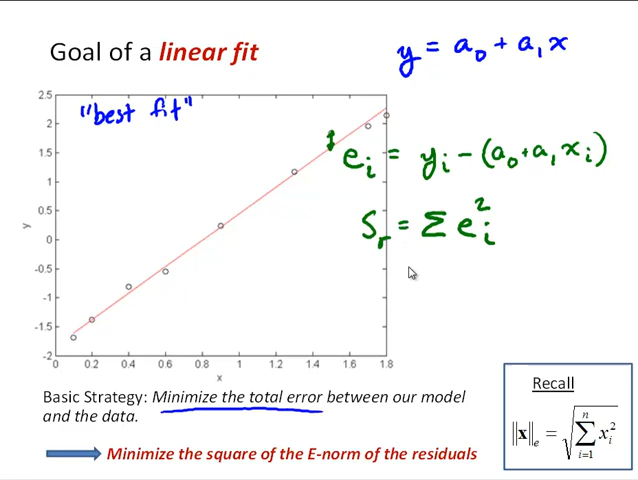 Goal of a linear fit
y = a₀ + a₁x
"best fit"
eᵢ = yᵢ − (a₀ + a₁xᵢ)
Sᵣ = Σ eᵢ²
2.5
2
1.5
1
0.5
0
-0.5
-1
-1.5
-2
y
0 0.2 0.4 0.6 0.8 1 1.2 1.4 1.6 1.8
x
Basic Strategy: Minimize the total error between our model
and the data.
Minimize the square of the E-norm of the residuals
Recall
‖x‖ₑ = √(∑ᵢ₌₁ⁿ xᵢ²)